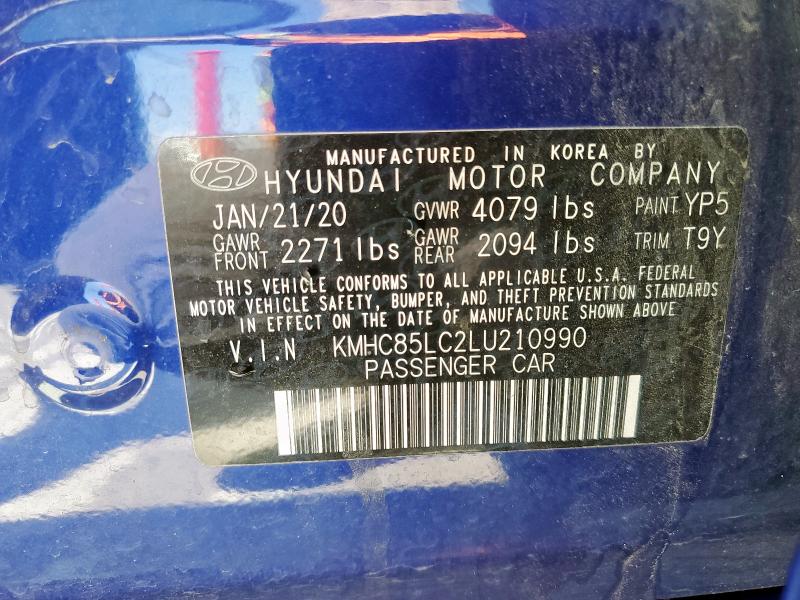 MANUFACTURED IN KOREA BY
HYUNDAI MOTOR COMPANY
JAN/21/20 GVWR 4079 lbs PAINT YP5
GAWR FRONT 2271 lbs GAWR REAR 2094 lbs TRIM T9Y
THIS VEHICLE CONFORMS TO ALL APPLICABLE U.S.A. FEDERAL
MOTOR VEHICLE SAFETY, BUMPER, AND THEFT PREVENTION STANDARDS
IN EFFECT ON THE DATE OF MANUFACTURE SHOWN ABOVE
V.I.N KMHC85LC2LU210990
PASSENGER CAR